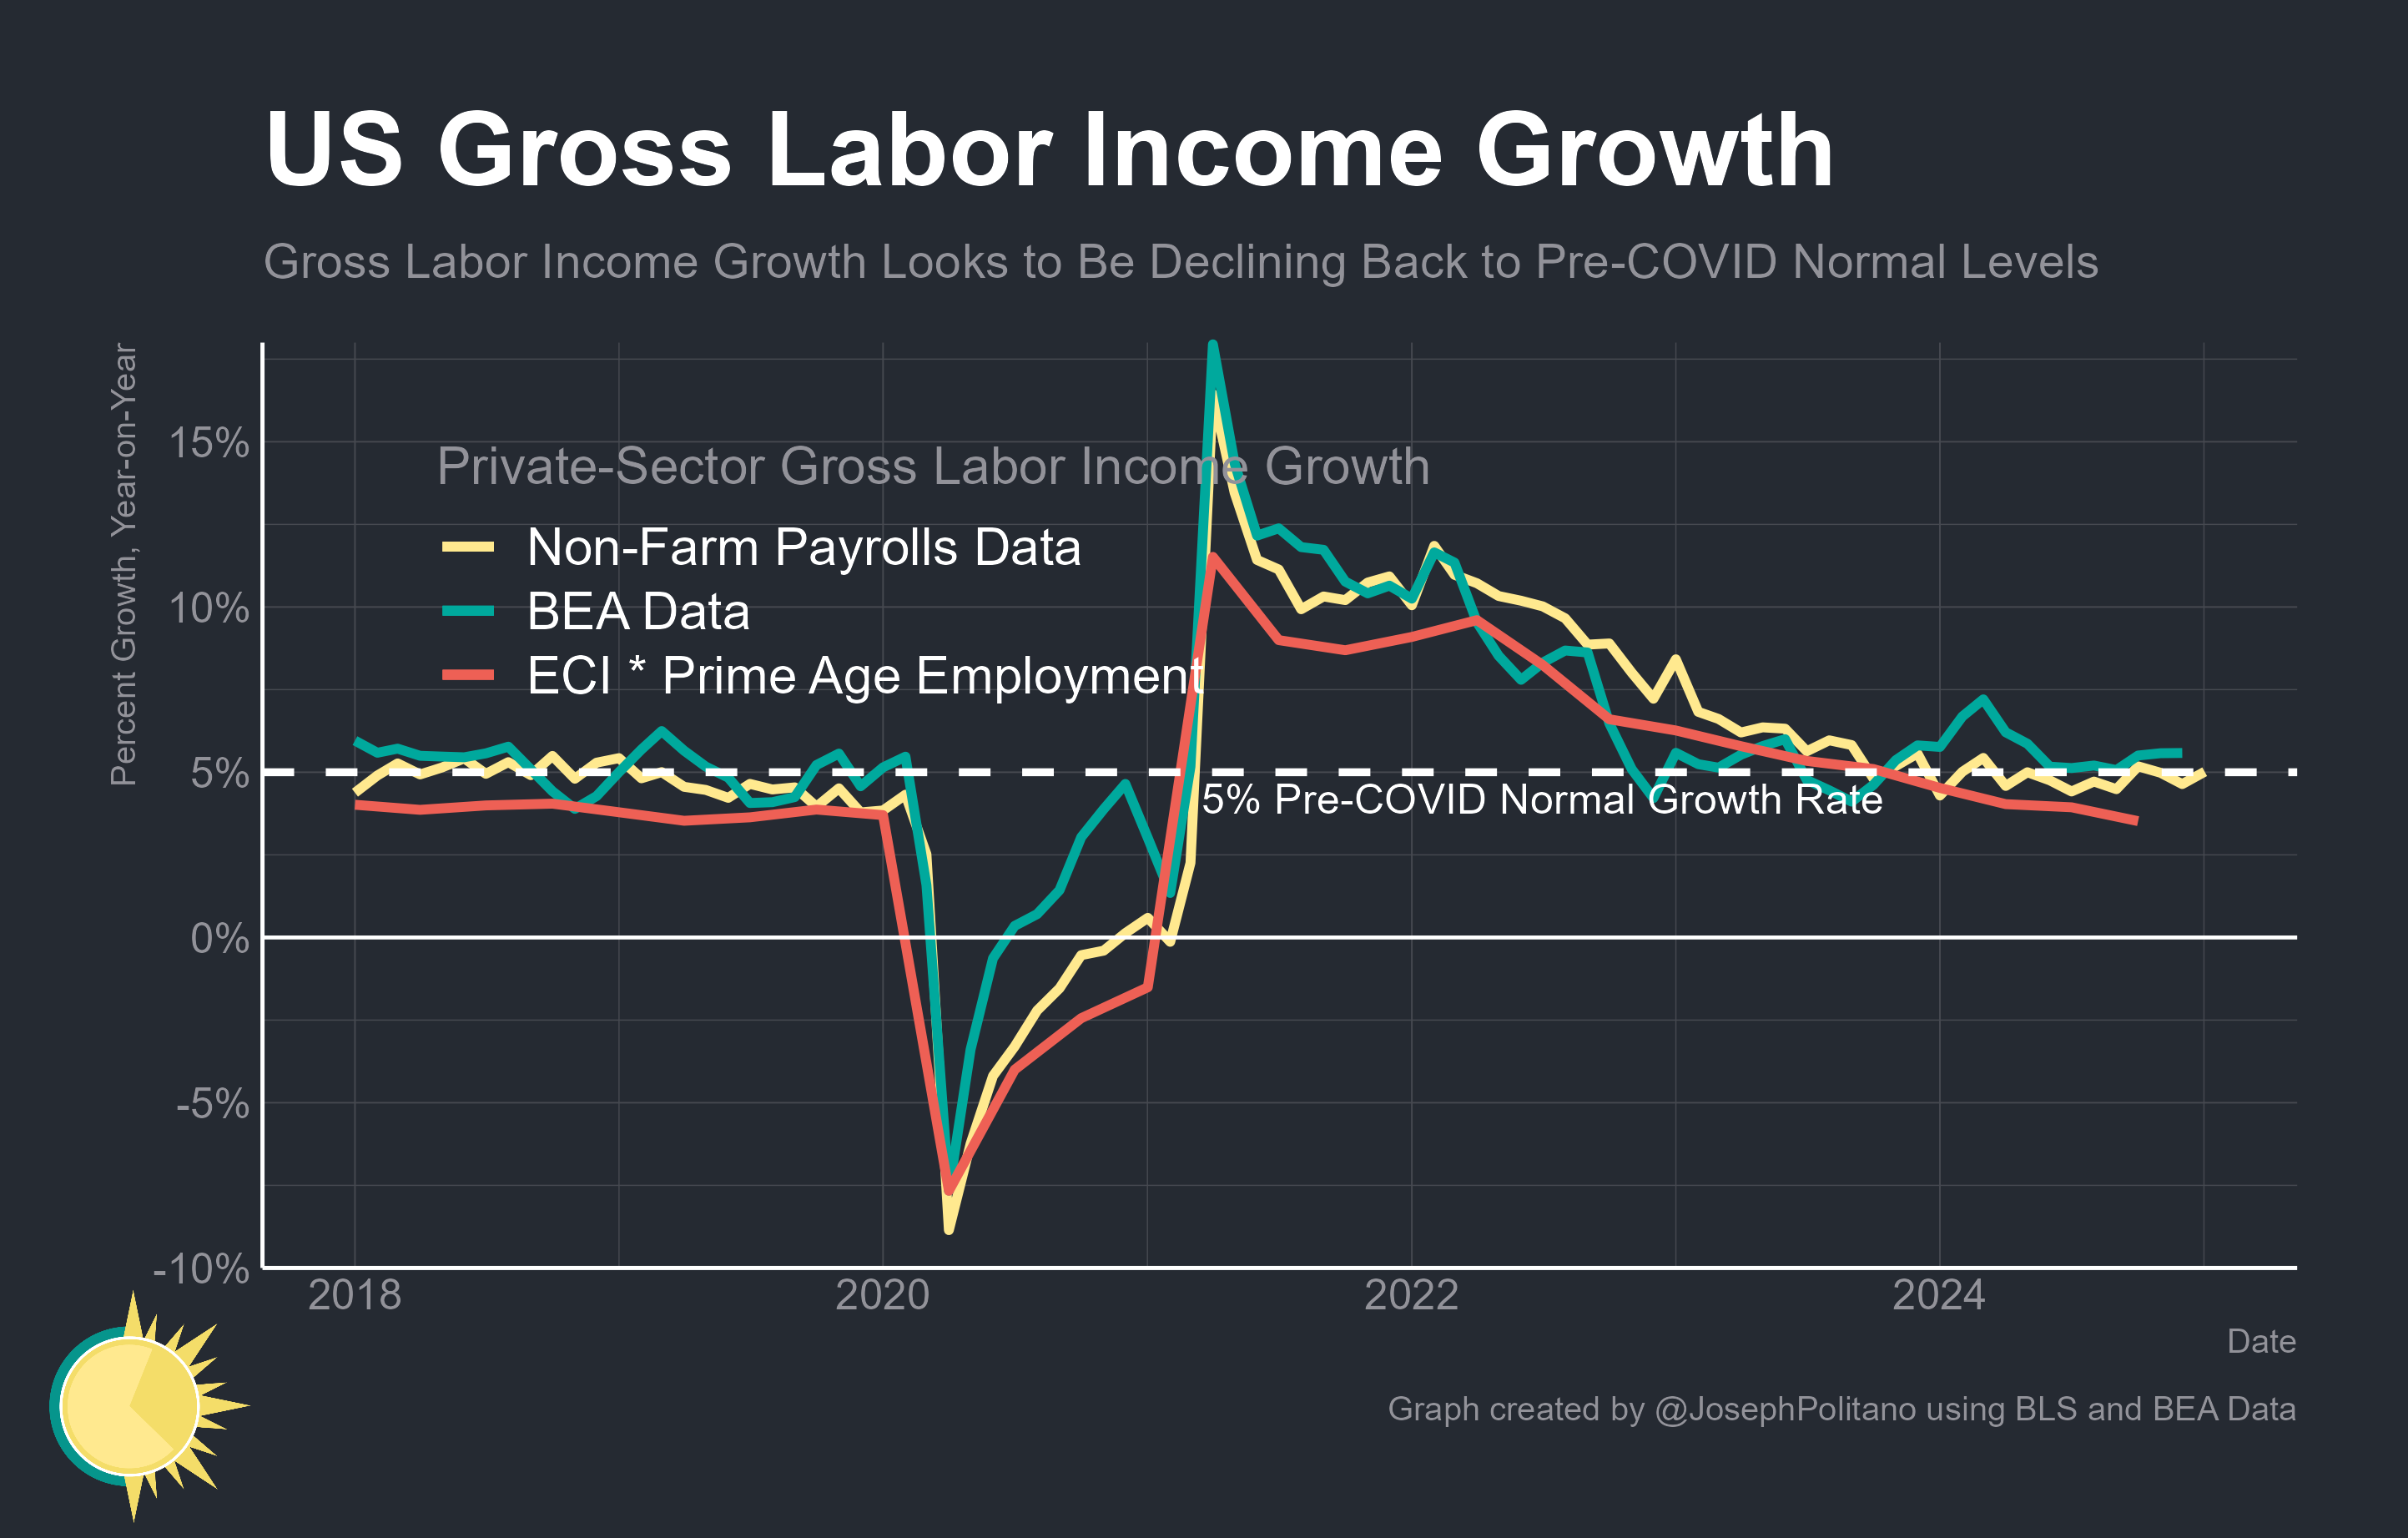 US Gross Labor Income Growth
Gross Labor Income Growth Looks to Be Declining Back to Pre-COVID Normal Levels
Percent Growth, Year-on-Year
15%
10%
5%
0%
-5%
-10%
Private-Sector Gross Labor Income Growth
Non-Farm Payrolls Data
BEA Data
ECI * Prime Age Employment
5% Pre-COVID Normal Growth Rate
2018
2020
2022
2024
Date
Graph created by @JosephPolitano using BLS and BEA Data